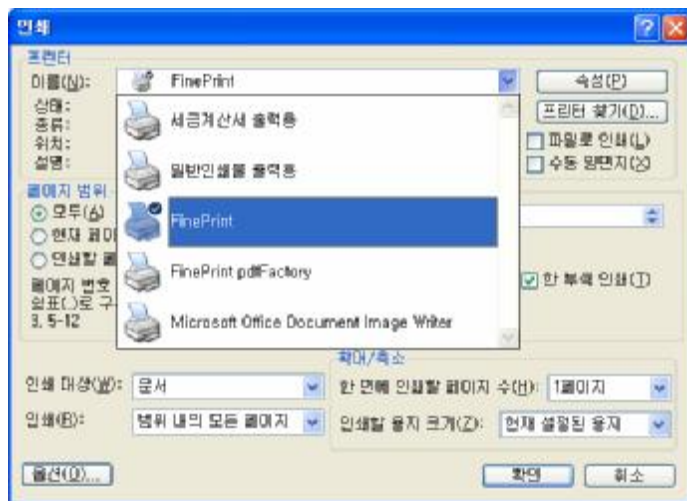 인쇄
프린터
이름(N): FinePrint 속성(P)
상태: 프린터 찾기(D)...
종류:
위치: 파일로 인쇄(L)
설명: 수동 양면지(X)
세금계산서 출력용
일반인쇄물 출력용
FinePrint
FinePrint pdfFactory
Microsoft Office Document Image Writer
페이지 범위
모두(A)
현재 페이
인쇄할 페
페이지 번호
쉼표(,)로 구
3, 5-12
한 부씩 인쇄(T)
확대/축소
인쇄 대상(W): 문서 한 면에 인쇄할 페이지 수(H): 1페이지
인쇄(R): 범위 내의 모든 페이지 인쇄할 용지 크기(Z): 현재 설정된 용지
옵션(O)... 확인 취소